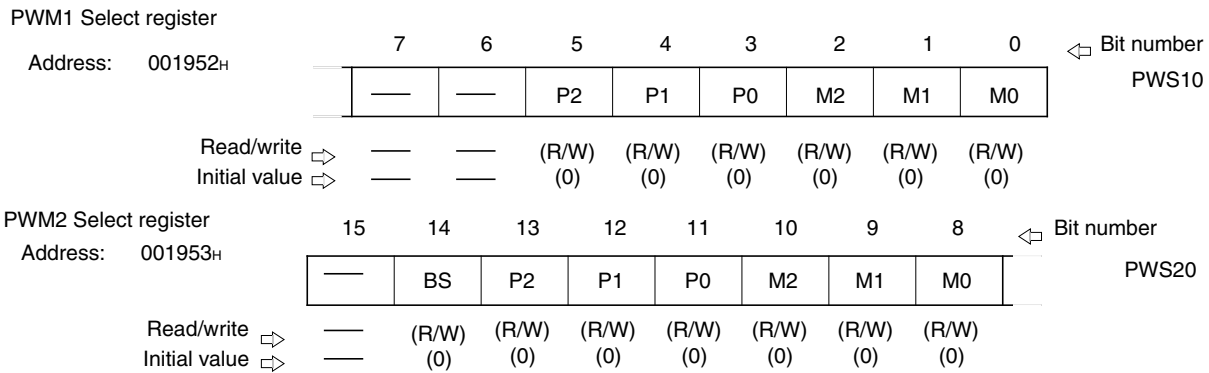 PWM1 Select register
7 6 5 4 3 2 1 0 Bit number
Address: 001952H
— — P2 P1 P0 M2 M1 M0 PWS10
Read/write — — (R/W) (R/W) (R/W) (R/W) (R/W) (R/W)
Initial value — — (0) (0) (0) (0) (0) (0)
PWM2 Select register
15 14 13 12 11 10 9 8 Bit number
Address: 001953H
— BS P2 P1 P0 M2 M1 M0 PWS20
Read/write — (R/W) (R/W) (R/W) (R/W) (R/W) (R/W) (R/W)
Initial value — (0) (0) (0) (0) (0) (0) (0)